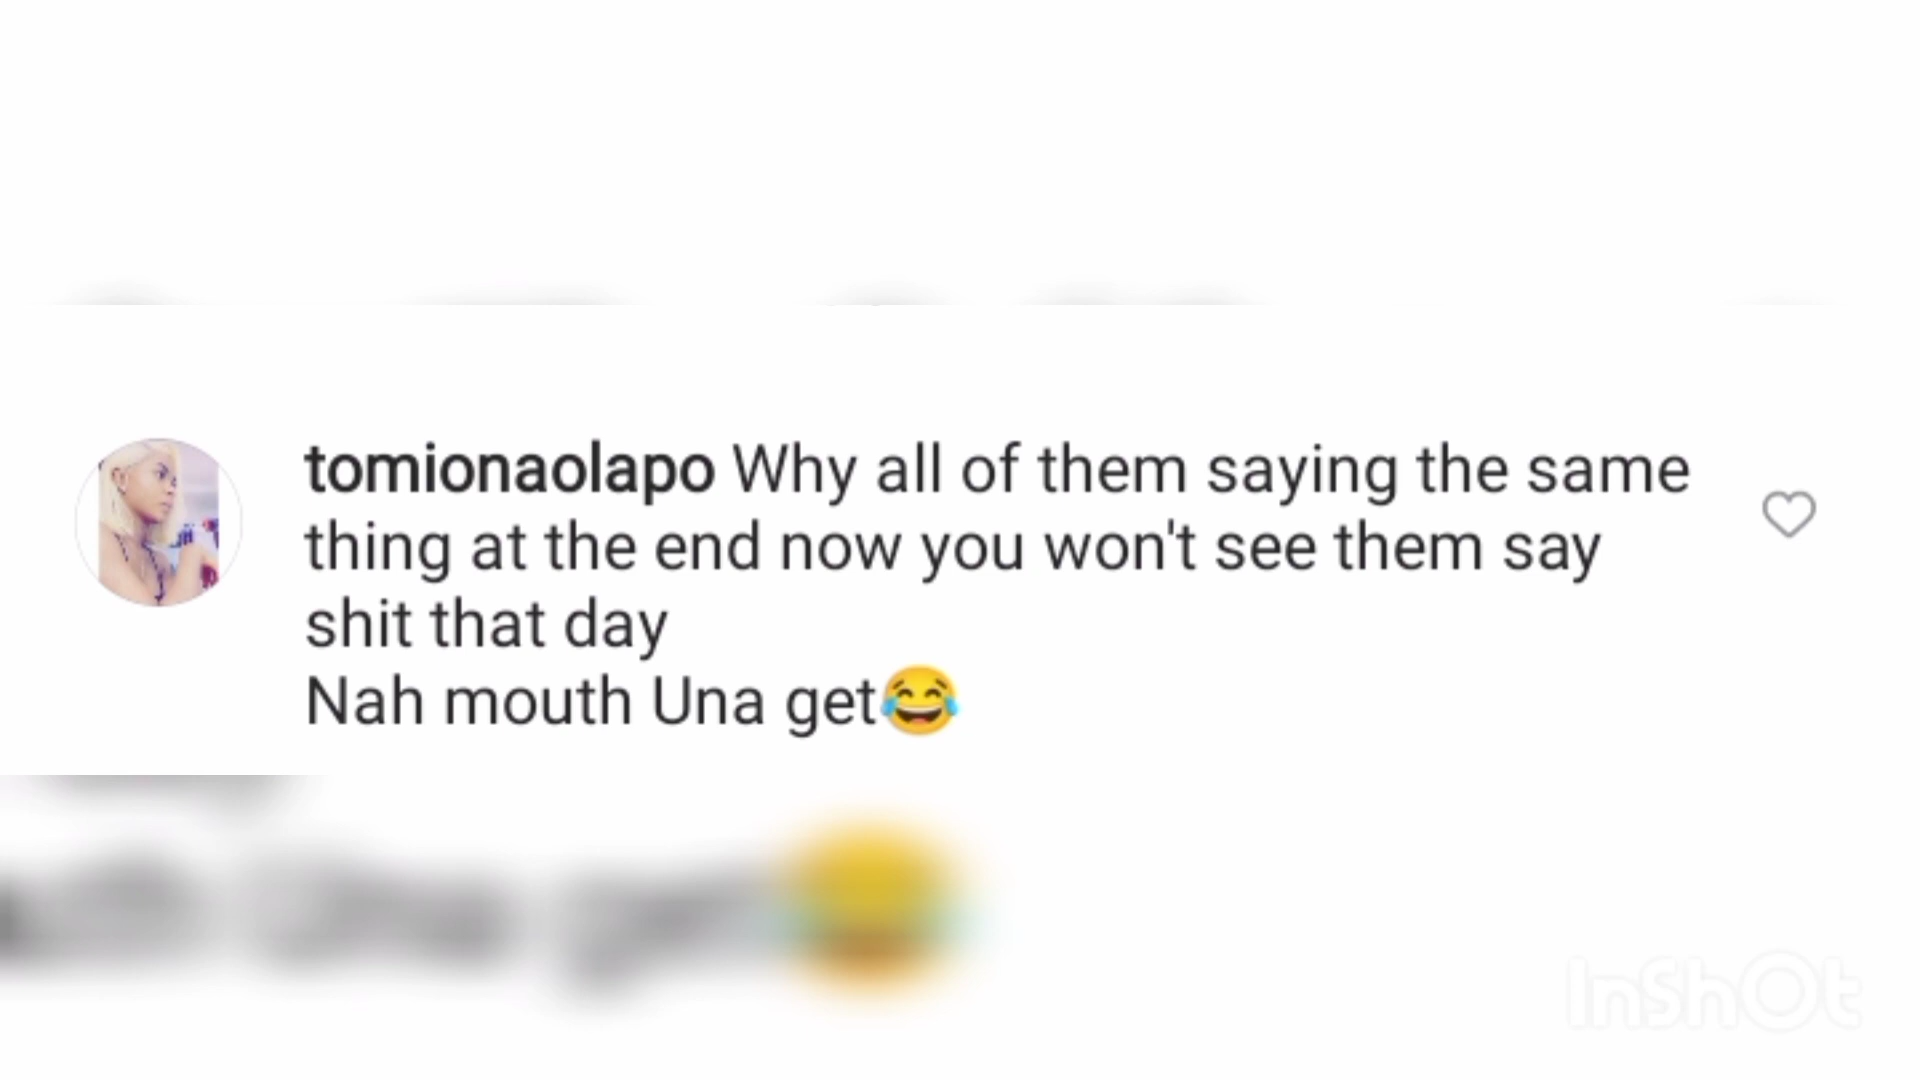 tomionaolapo Why all of them saying the same
thing at the end now you won't see them say
shit that day
Nah mouth Una get😂
InShOt